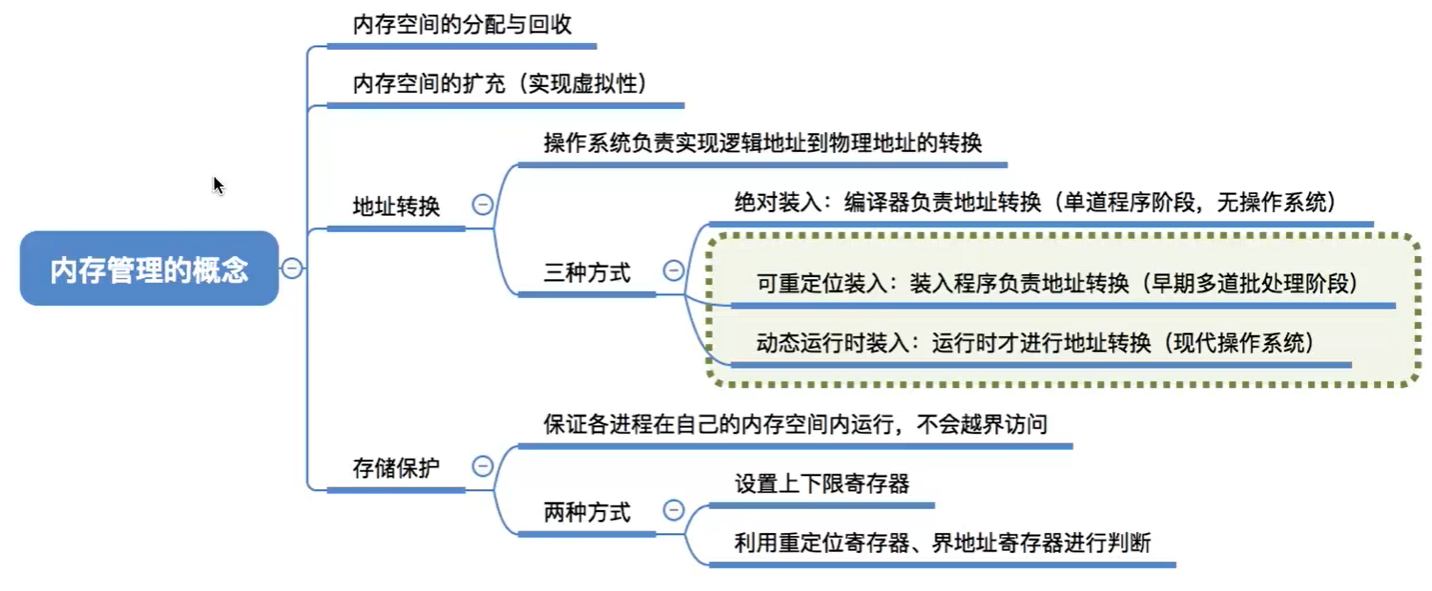 内存管理的概念
内存空间的分配与回收
内存空间的扩充（实现虚拟性）
地址转换
操作系统负责实现逻辑地址到物理地址的转换
三种方式
绝对装入：编译器负责地址转换（单道程序阶段，无操作系统）
可重定位装入：装入程序负责地址转换（早期多道批处理阶段）
动态运行时装入：运行时才进行地址转换（现代操作系统）
存储保护
保证各进程在自己的内存空间内运行，不会越界访问
两种方式
设置上下限寄存器
利用重定位寄存器、界地址寄存器进行判断